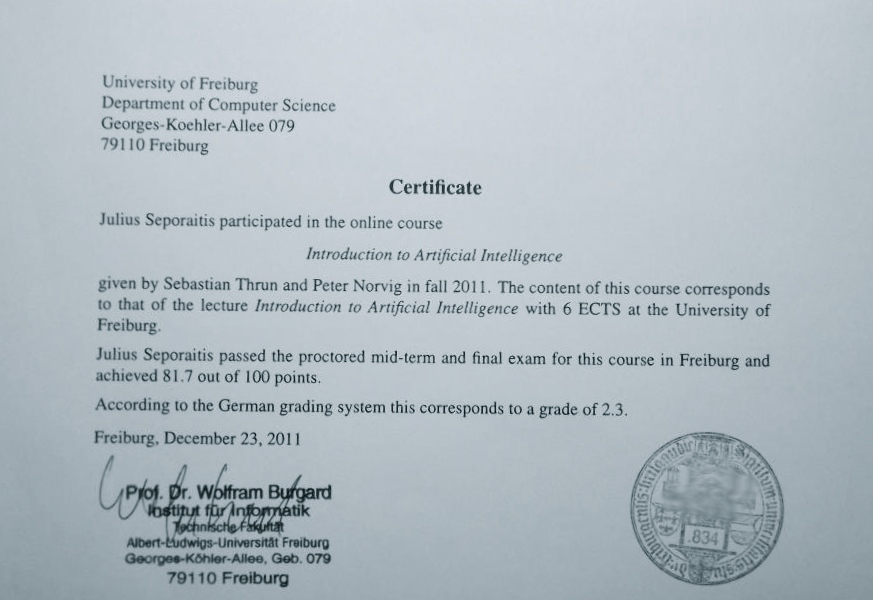 University of Freiburg
Department of Computer Science
Georges-Koehler-Allee 079
79110 Freiburg
Certificate
Julius Seporaitis participated in the online course
Introduction to Artificial Intelligence
given by Sebastian Thrun and Peter Norvig in fall 2011. The content of this course corresponds
to that of the lecture Introduction to Artificial Intelligence with 6 ECTS at the University of
Freiburg.
Julius Seporaitis passed the proctored mid-term and final exam for this course in Freiburg and
achieved 81.7 out of 100 points.
According to the German grading system this corresponds to a grade of 2.3.
Freiburg, December 23, 2011
Prof. Dr. Wolfram Burgard
Institut für Informatik
Technische Fakultät
Albert-Ludwigs-Universität Freiburg
Georges-Köhler-Allee, Geb. 079
79110 Freiburg
.834